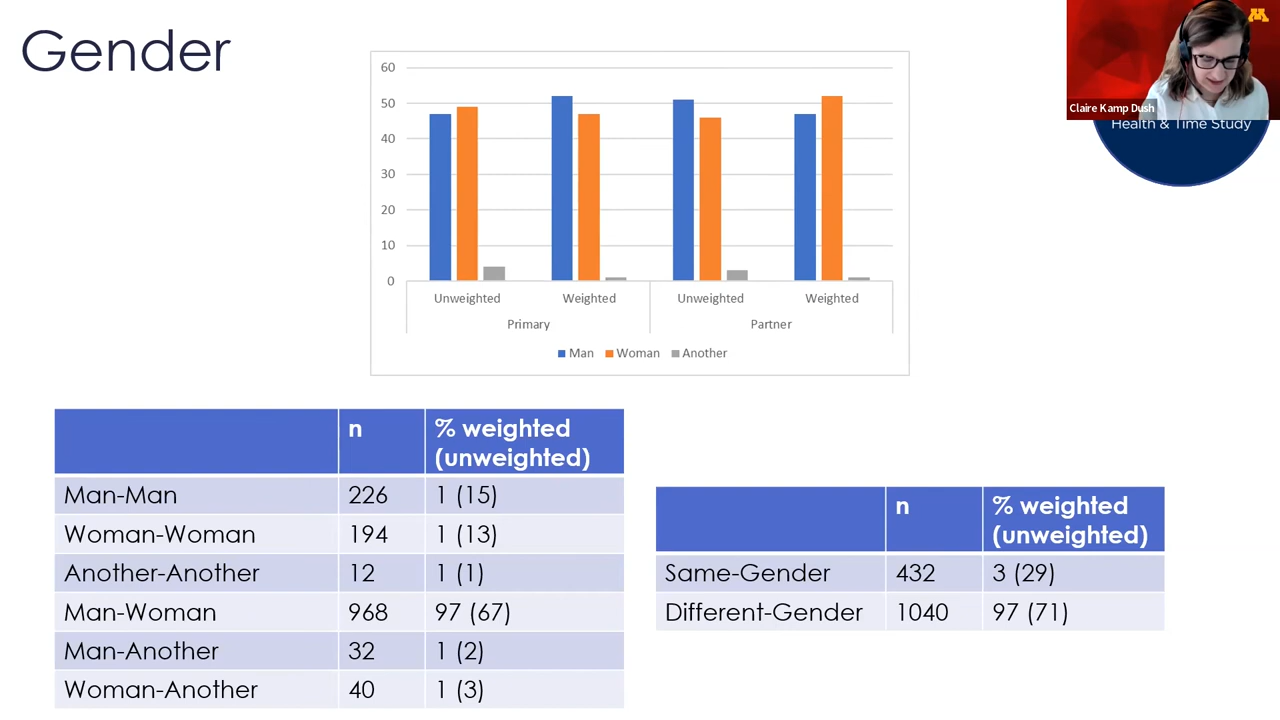 Gender
Claire Kamp Dush
Health & Time Study
60
50
40
30
20
10
0
Unweighted Weighted Unweighted Weighted
Primary Partner
Man Woman Another
n % weighted (unweighted)
Man-Man 226 1 (15)
Woman-Woman 194 1 (13)
Another-Another 12 1 (1)
Man-Woman 968 97 (67)
Man-Another 32 1 (2)
Woman-Another 40 1 (3)
n % weighted (unweighted)
Same-Gender 432 3 (29)
Different-Gender 1040 97 (71)